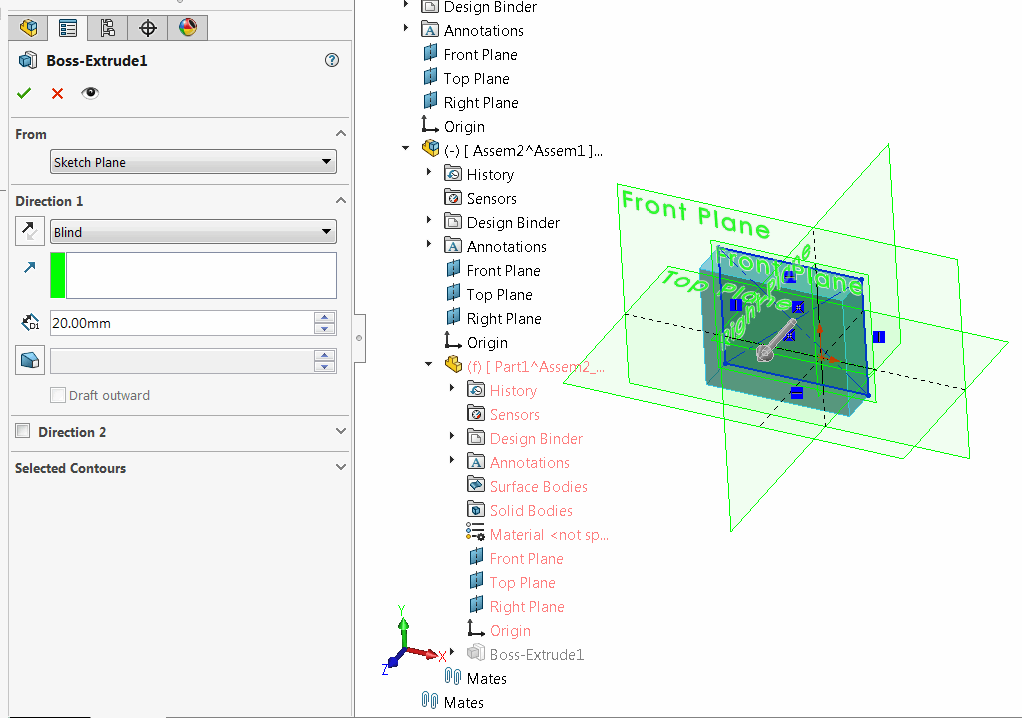 Boss-Extrude1
From
Sketch Plane
Direction 1
Blind
D1
20.00mm
Draft outward
Direction 2
Selected Contours
Design Binder
Annotations
Front Plane
Top Plane
Right Plane
Origin
(-) [ Assem2^Assem1 ]...
History
Sensors
Design Binder
Annotations
Front Plane
Top Plane
Right Plane
Origin
(f) [ Part1^Assem2_...
History
Sensors
Design Binder
Annotations
Surface Bodies
Solid Bodies
Material <not sp...
Front Plane
Top Plane
Right Plane
Origin
Boss-Extrude1
Mates
Mates
Front Plane
Front Plane
Top Plane
Y
X
Z